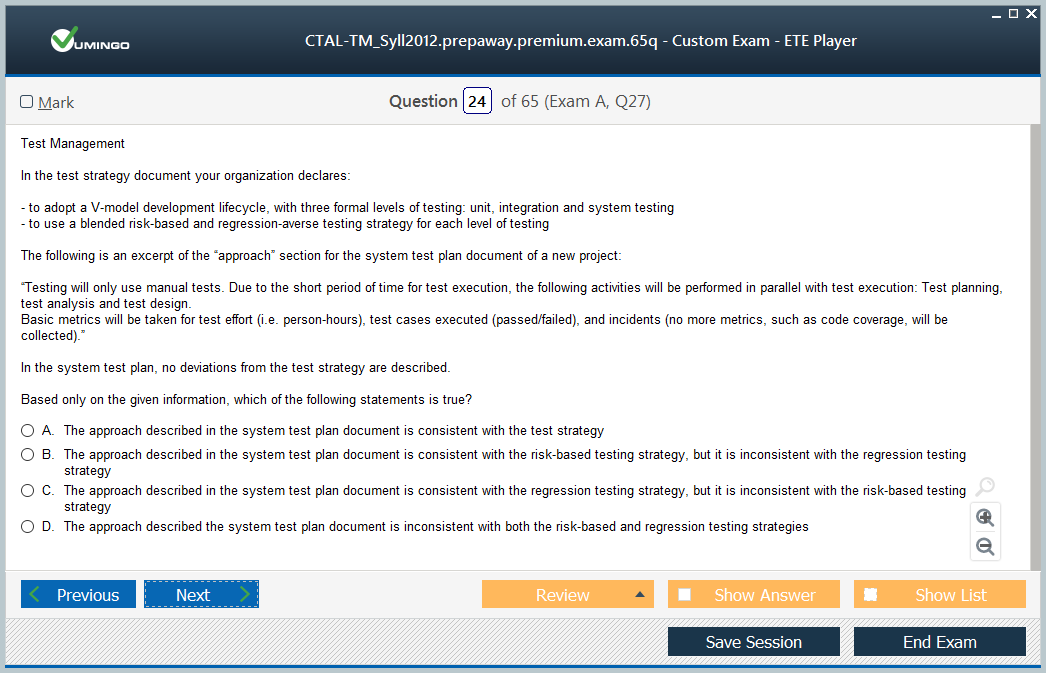 VUMINGO
CTAL-TM_Syll2012.prepaway.premium.exam.65q - Custom Exam - ETE Player
Mark
Question 24 of 65 (Exam A, Q27)
Test Management
In the test strategy document your organization declares:
- to adopt a V-model development lifecycle, with three formal levels of testing: unit, integration and system testing
- to use a blended risk-based and regression-averse testing strategy for each level of testing
The following is an excerpt of the “approach” section for the system test plan document of a new project:
“Testing will only use manual tests. Due to the short period of time for test execution, the following activities will be performed in parallel with test execution: Test planning,
test analysis and test design.
Basic metrics will be taken for test effort (i.e. person-hours), test cases executed (passed/failed), and incidents (no more metrics, such as code coverage, will be
collected).”
In the system test plan, no deviations from the test strategy are described.
Based only on the given information, which of the following statements is true?
A. The approach described in the system test plan document is consistent with the test strategy
B. The approach described in the system test plan document is consistent with the risk-based testing strategy, but it is inconsistent with the regression testing
strategy
C. The approach described in the system test plan document is consistent with the regression testing strategy, but it is inconsistent with the risk-based testing
strategy
D. The approach described the system test plan document is inconsistent with both the risk-based and regression testing strategies
Previous Next Review Show Answer Show List
Save Session End Exam